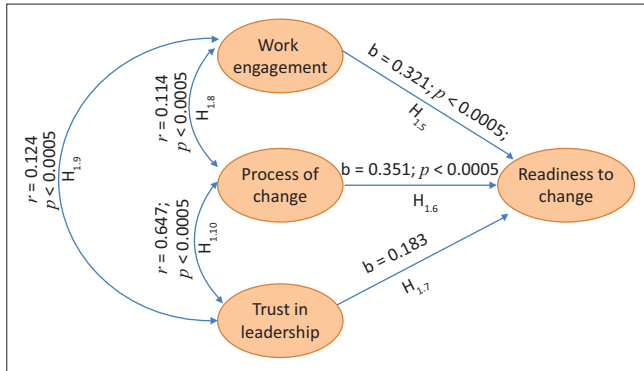 Work
engagement
b = 0.321; p < 0.0005;
H1.5
r = 0.114
p < 0.0005
H1.8
r = 0.124
p < 0.0005
H1.9
Process of
change
b = 0.351; p < 0.0005
H1.6
Readiness to
change
r = 0.647;
p < 0.0005
H1.10
b = 0.183
H1.7
Trust in
leadership